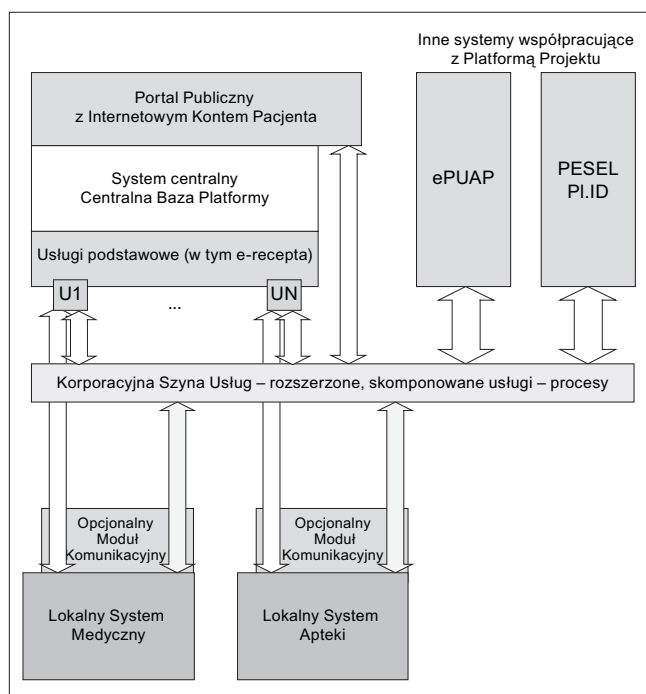 Inne systemy współpracujące
z Platformą Projektu
Portal Publiczny
z Internetowym Kontem Pacjenta
System centralny
Centralna Baza Platformy
Usługi podstawowe (w tym e-recepta)
U1
...
UN
ePUAP
PESEL
Pl.ID
Korporacyjna Szyna Usług – rozszerzone, skomponowane usługi – procesy
Opcjonalny
Moduł
Komunikacyjny
Opcjonalny
Moduł
Komunikacyjny
Lokalny System
Medyczny
Lokalny System
Apteki